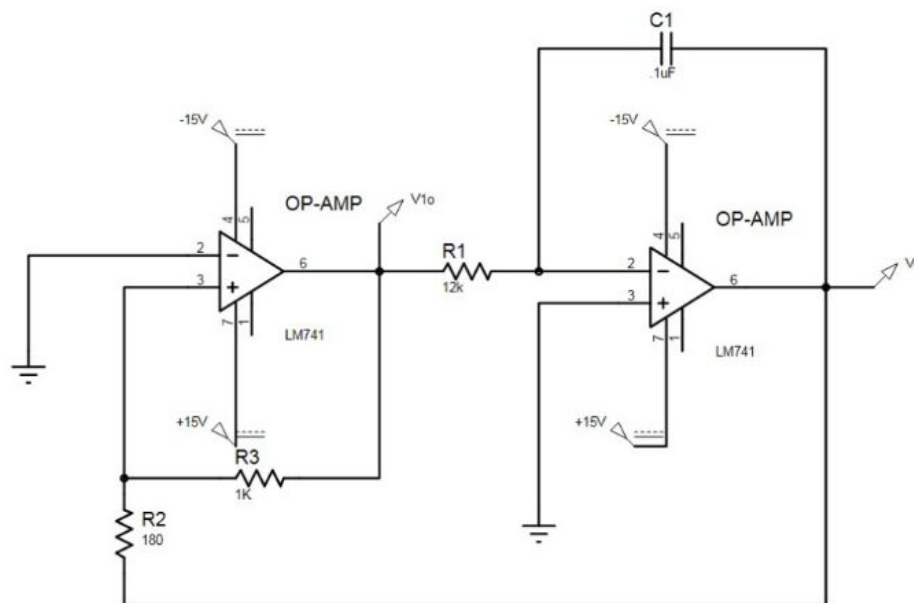 C1
.1uF
-15V
-15V
OP-AMP
V1o
OP-AMP
4
5
4
5
R1
2
6
2
6
V
3
12k
3
7
1
LM741
7
1
LM741
+15V
+15V
R3
1K
R2
180